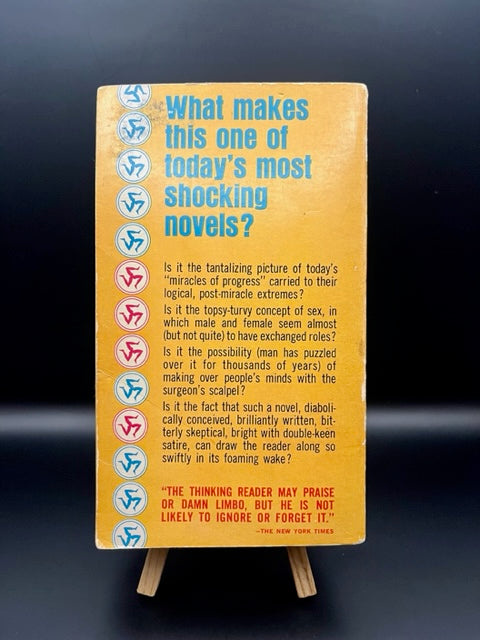 What makes
this one of
today's most
shocking
novels?
Is it the tantalizing picture of today's
"miracles of progress" carried to their
logical, post-miracle extremes?
Is it the topsy-turvy concept of sex, in
which male and female seem almost
(but not quite) to have exchanged roles?
Is it the possibility (man has puzzled
over it for thousands of years) of
making over people's minds with the
surgeon's scalpel?
Is it the fact that such a novel, diaboli-
cally conceived, brilliantly written, bit-
terly skeptical, bright with double-keen
satire, can draw the reader along so
swiftly in its foaming wake?
"THE THINKING READER MAY PRAISE
OR DAMN LIMBO, BUT HE IS NOT
LIKELY TO IGNORE OR FORGET IT."
—THE NEW YORK TIMES